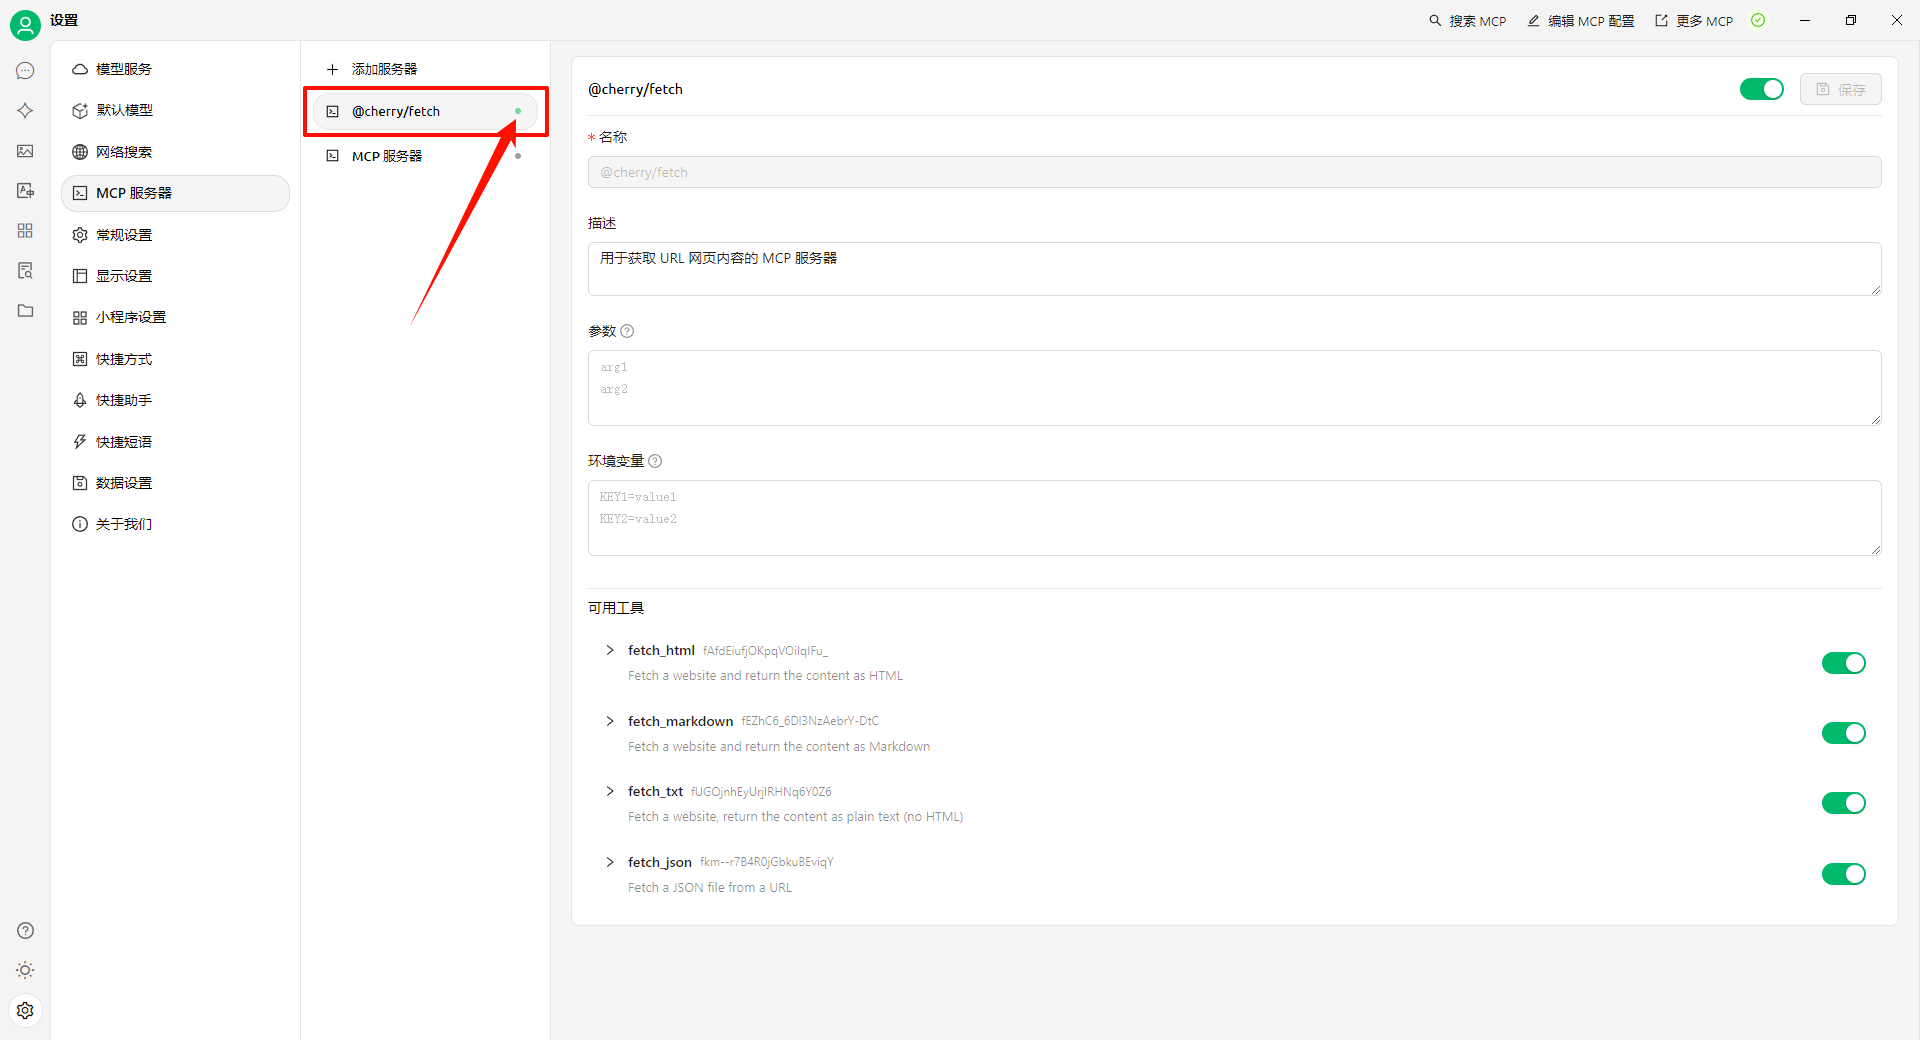 设置
搜索 MCP
编辑 MCP 配置
更多 MCP
模型服务
默认模型
网络搜索
MCP 服务器
常规设置
显示设置
小程序设置
快捷方式
快捷助手
快捷短语
数据设置
关于我们
添加服务器
@cherry/fetch
MCP 服务器
@cherry/fetch
保存
* 名称
@cherry/fetch
描述
用于获取 URL 网页内容的 MCP 服务器
参数
arg1
arg2
环境变量
KEY1=value1
KEY2=value2
可用工具
fetch_html
Fetch a website and return the content as HTML
fetch_markdown
Fetch a website and return the content as Markdown
fetch_txt
Fetch a website, return the content as plain text (no HTML)
fetch_json
Fetch a JSON file from a URL